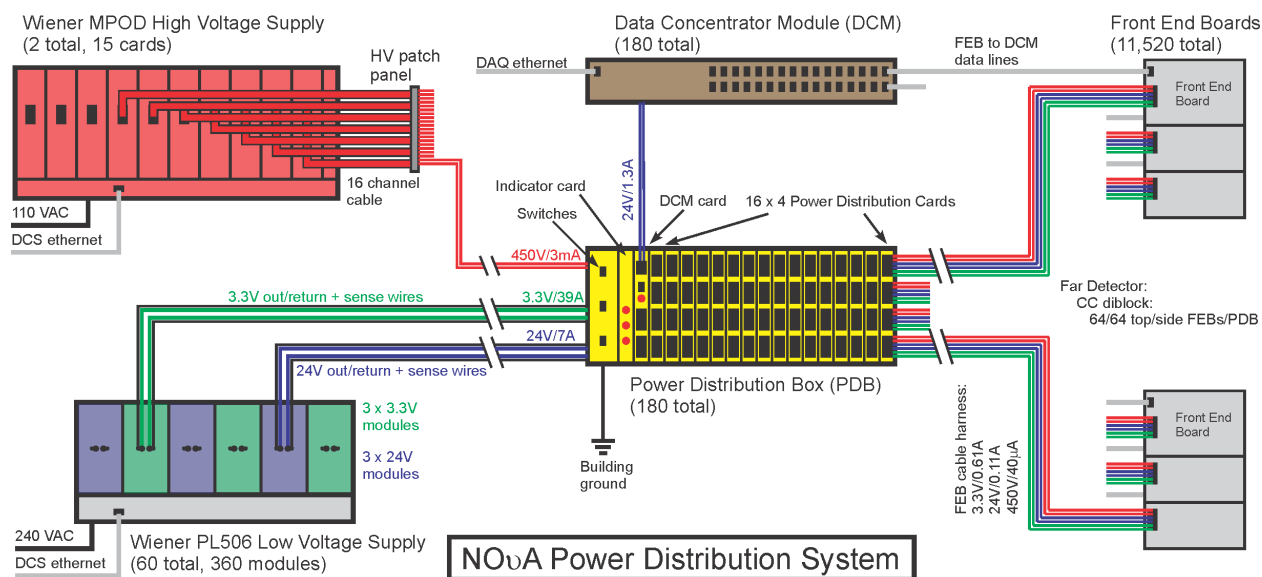 Wiener MPOD High Voltage Supply
(2 total, 15 cards)
HV patch
panel
16 channel
cable
110 VAC
DCS ethernet
Data Concentrator Module (DCM)
(180 total)
DAQ ethernet
FEB to DCM
data lines
Front End Boards
(11,520 total)
Front End
Board
24V/1.3A
Indicator card
Switches
DCM card
16 x 4 Power Distribution Cards
450V/3mA
3.3V out/return + sense wires
3.3V/39A
24V/7A
24V out/return + sense wires
Far Detector:
CC diblock:
64/64 top/side FEBs/PDB
Power Distribution Box (PDB)
(180 total)
Building
ground
3 x 3.3V
modules
3 x 24V
modules
FEB cable harness:
3.3V/0.61A
24V/0.11A
450V/40µA
Front End
Board
240 VAC
DCS ethernet
Wiener PL506 Low Voltage Supply
(60 total, 360 modules)
NOυA Power Distribution System